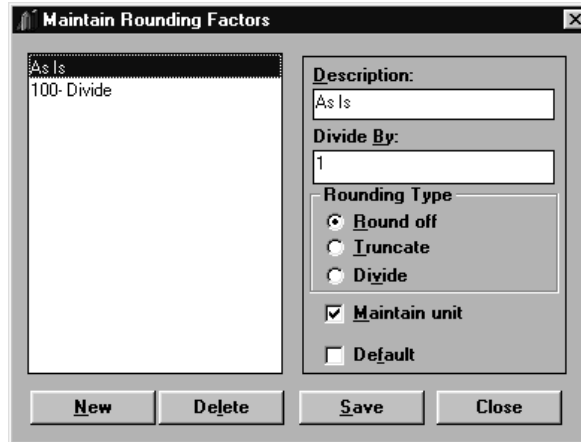 Maintain Rounding Factors
As Is
100- Divide
Description:
As Is
Divide By:
1
Rounding Type
Round off
Truncate
Divide
Maintain unit
Default
New
Delete
Save
Close